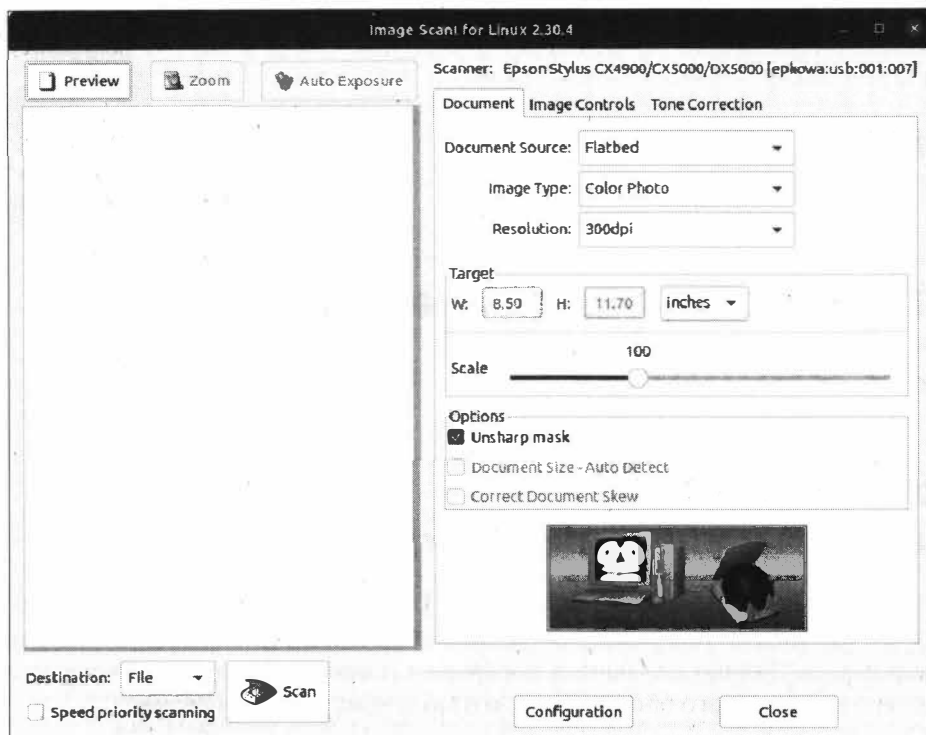 Image Scan! for Linux 2.30.4
Preview
Zoom
Auto Exposure
Scanner: Epson Stylus CX4900/CX5000/DX5000 [epkowa:usb:001:007]
Document Image Controls Tone Correction
Document Source: Flatbed
Image Type: Color Photo
Resolution: 300dpi
Target
W: 8.50 H: 11.70 inches
100
Scale
Options
Unsharp mask
Document Size - Auto Detect
Correct Document Skew
Destination: File
Scan
Speed priority scanning
Configuration
Close